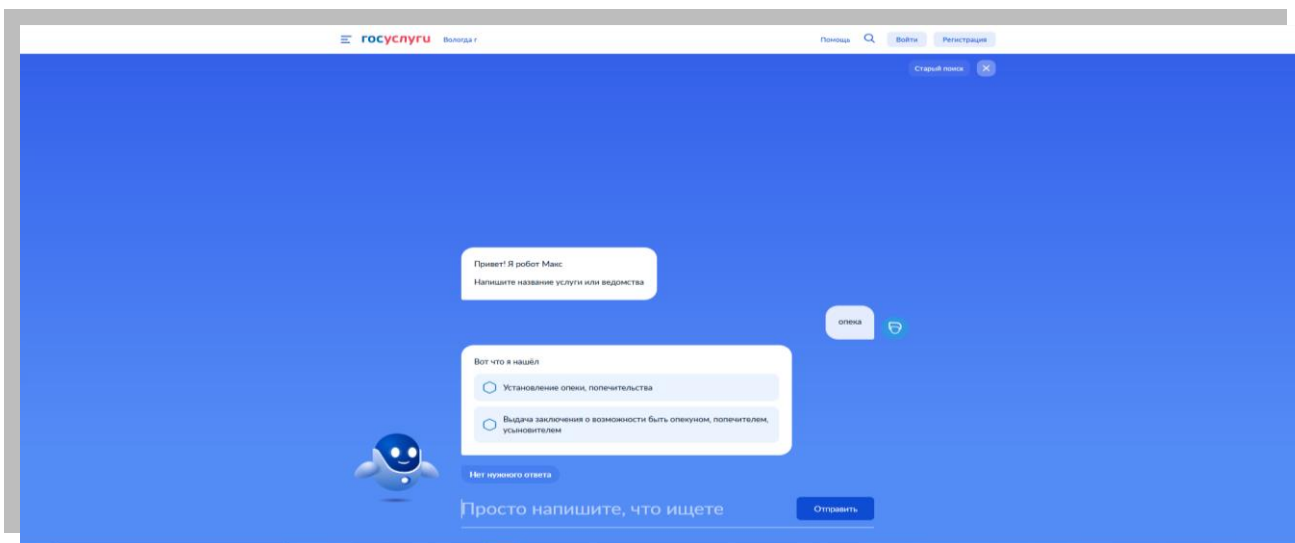 госуслуги Вологда г Помощь Войти Регистрация
Старый поиск
Привет! Я робот Макс
Напишите название услуги или ведомства
опека
Вот что я нашёл
Установление опеки, попечительства
Выдача заключения о возможности быть опекуном, попечителем,
усыновителем
Нет нужного ответа
Просто напишите, что ищете Отправить